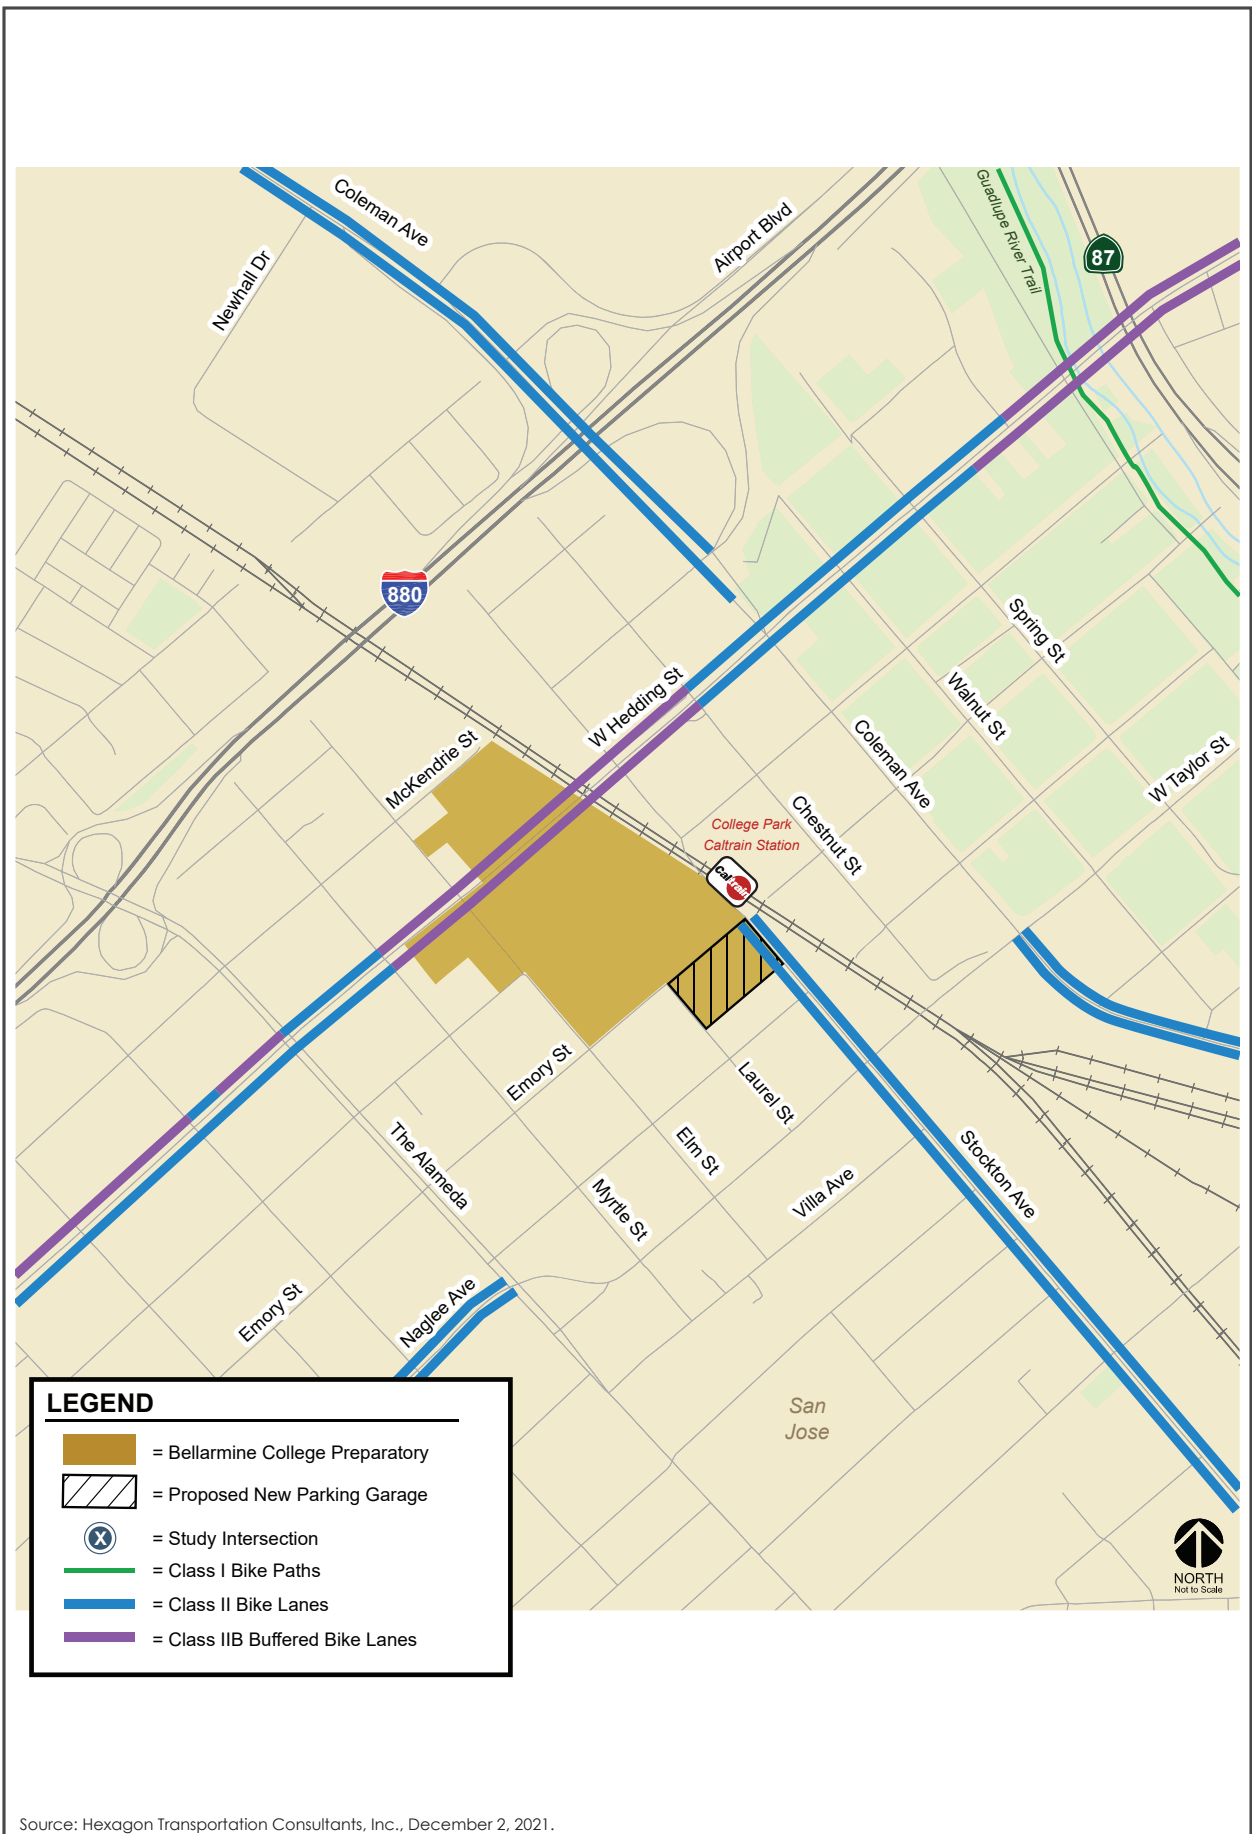 Coleman Ave
Newhall Dr
Airport Blvd
Guadlupe River Trail
87
880
Spring St
Walnut St
W Taylor St
W Hedding St
McKendrie St
Coleman Ave
Chestnut St
College Park
Caltrain Station
Caltrain
Emory St
Laurel St
Elm St
The Alameda
Myrtle St
Villa Ave
Stockton Ave
Emory St
Naglee Ave
San
Jose
LEGEND
= Bellarmine College Preparatory
= Proposed New Parking Garage
X
= Study Intersection
= Class I Bike Paths
= Class II Bike Lanes
= Class IIB Buffered Bike Lanes
NORTH
Not to Scale
Source: Hexagon Transportation Consultants, Inc., December 2, 2021.